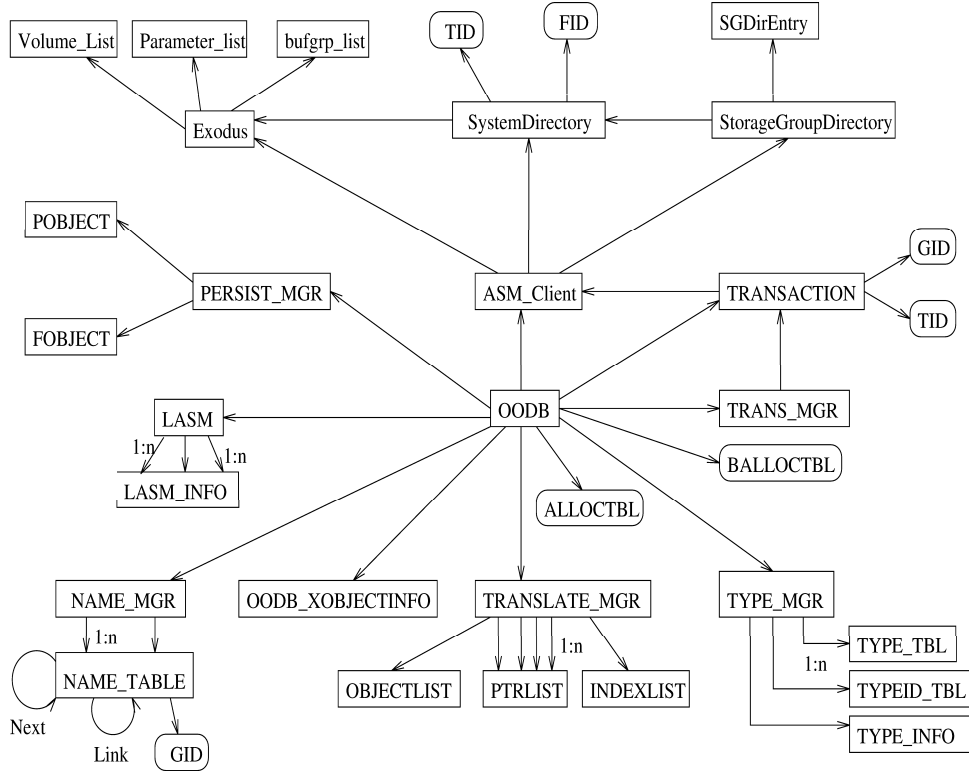 Volume_List
Parameter_list
bufgrp_list
TID
FID
SGDirEntry
Exodus
SystemDirectory
StorageGroupDirectory
POBJECT
GID
PERSIST_MGR
ASM_Client
TRANSACTION
FOBJECT
TID
OODB
TRANS_MGR
LASM
1:n
1:n
BALLOCTBL
LASM_INFO
ALLOCTBL
NAME_MGR
OODB_XOBJECTINFO
TRANSLATE_MGR
TYPE_MGR
1:n
1:n
TYPE_TBL
1:n
NAME_TABLE
OBJECTLIST
PTRLIST
INDEXLIST
TYPEID_TBL
Next
Link
GID
TYPE_INFO